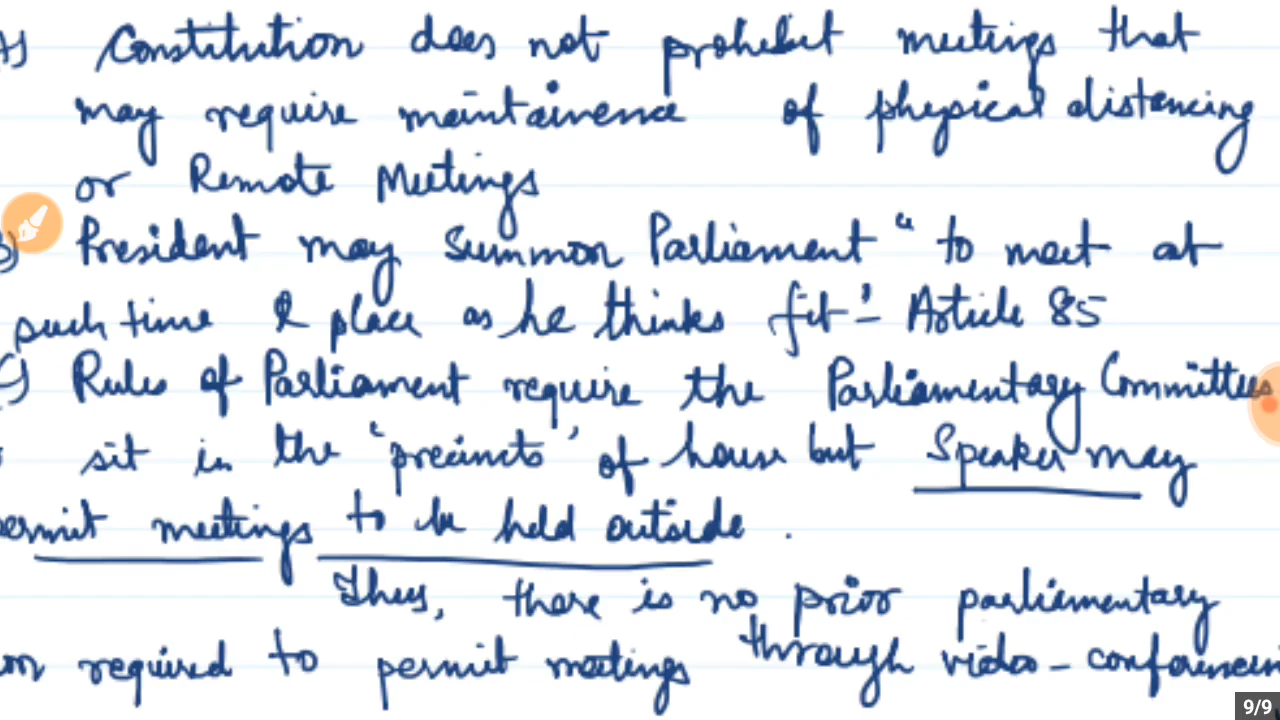 A) Constitution does not prohibit meetings that
may require maintainence of physical distancing
or Remote Meetings
B) President may summon Parliament "to meet at
such time & place as he thinks fit" - Article 85
C) Rules of Parliament require the Parliamentary Committees
sit in the 'precincts' of house but Speaker may
permit meetings to be held outside.
Thus, there is no prior parliamentary
required to permit meetings through video-conferencin
9/9